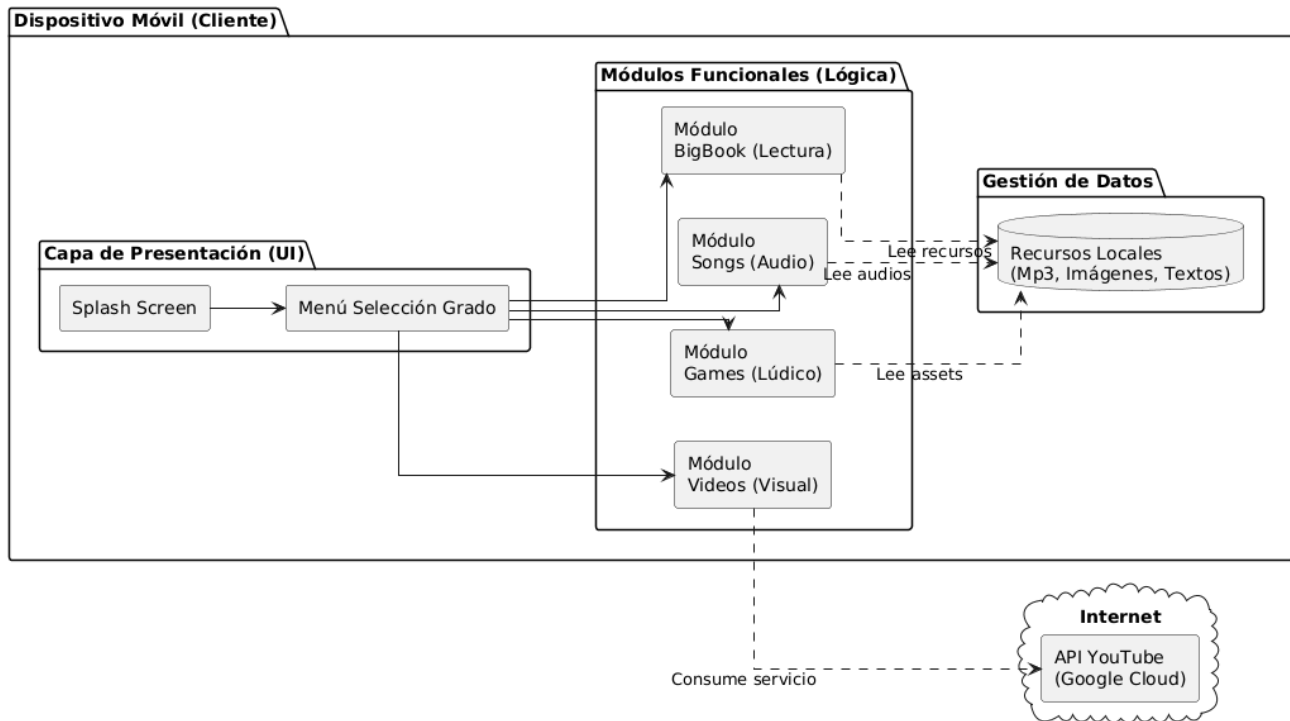 Dispositivo Móvil (Cliente)
Módulos Funcionales (Lógica)
Módulo
BigBook (Lectura)
Gestión de Datos
Capa de Presentación (UI)
Módulo
Songs (Audio)
Lee recursos
Recursos Locales
(Mp3, Imágenes, Textos)
Lee audios
Splash Screen
Menú Selección Grado
Módulo
Games (Lúdico)
Lee assets
Módulo
Videos (Visual)
Internet
API YouTube
(Google Cloud)
Consume servicio